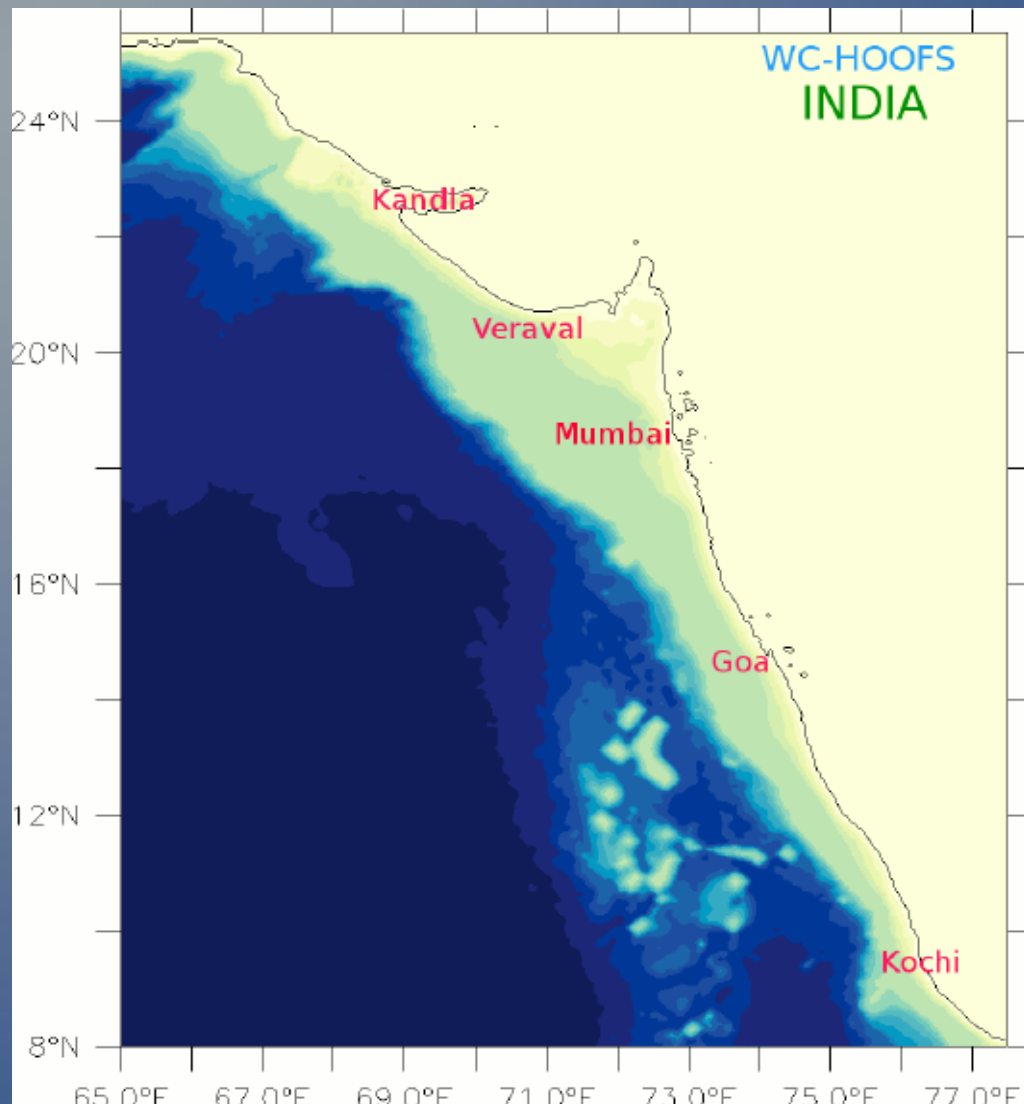 WC-HOOFS
INDIA
24°N
Kandla
Veraval
20°N
Mumbai
16°N
Goa
12°N
Kochi
8°N
65.0°E 67.0°E 69.0°E 71.0°E 73.0°E 75.0°E 77.0°E